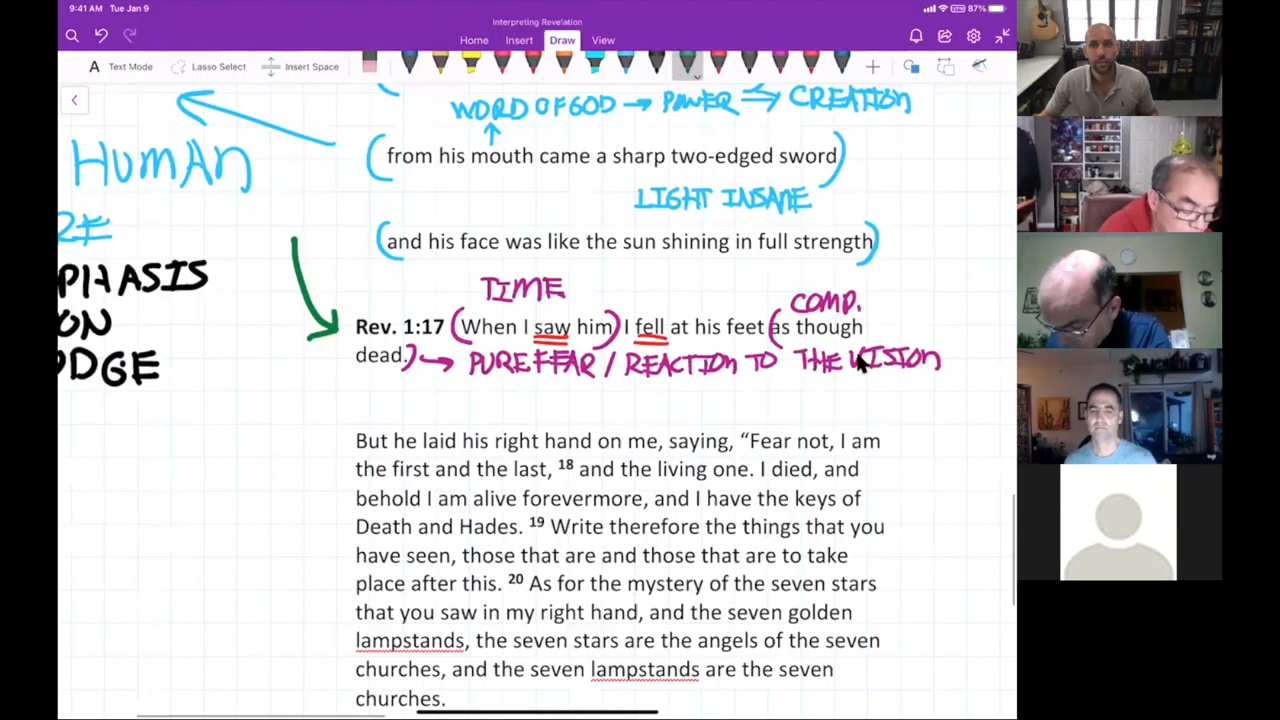 9:41 AM Tue Jan 9
87%
Interpreting Revelation
Home Insert Draw View
A Text Mode Lasso Select Insert Space
WORD OF GOD → POWER ⇆ CREATION
HUMAN
(from his mouth came a sharp two-edged sword)
LIGHT INSANE
(and his face was like the sun shining in full strength)
PHASIS
ON
DGE
TIME
COMP.
Rev. 1:17 (When I saw him) I fell at his feet (as though
dead.) → PURE FEAR / REACTION TO THE VISION
But he laid his right hand on me, saying, “Fear not, I am
the first and the last, 18 and the living one. I died, and
behold I am alive forevermore, and I have the keys of
Death and Hades. 19 Write therefore the things that you
have seen, those that are and those that are to take
place after this. 20 As for the mystery of the seven stars
that you saw in my right hand, and the seven golden
lampstands, the seven stars are the angels of the seven
churches, and the seven lampstands are the seven
churches.